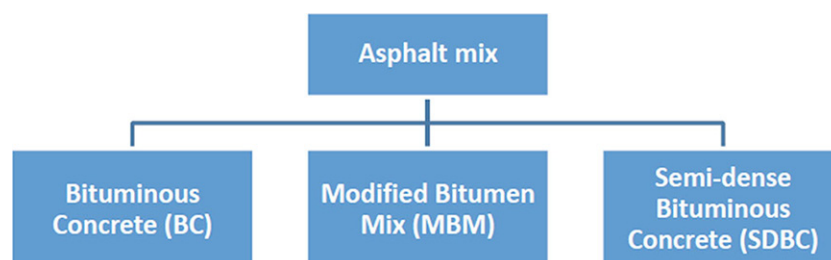 Asphalt mix
Bituminous
Concrete (BC)
Modified Bitumen
Mix (MBM)
Semi-dense
Bituminous
Concrete (SDBC)